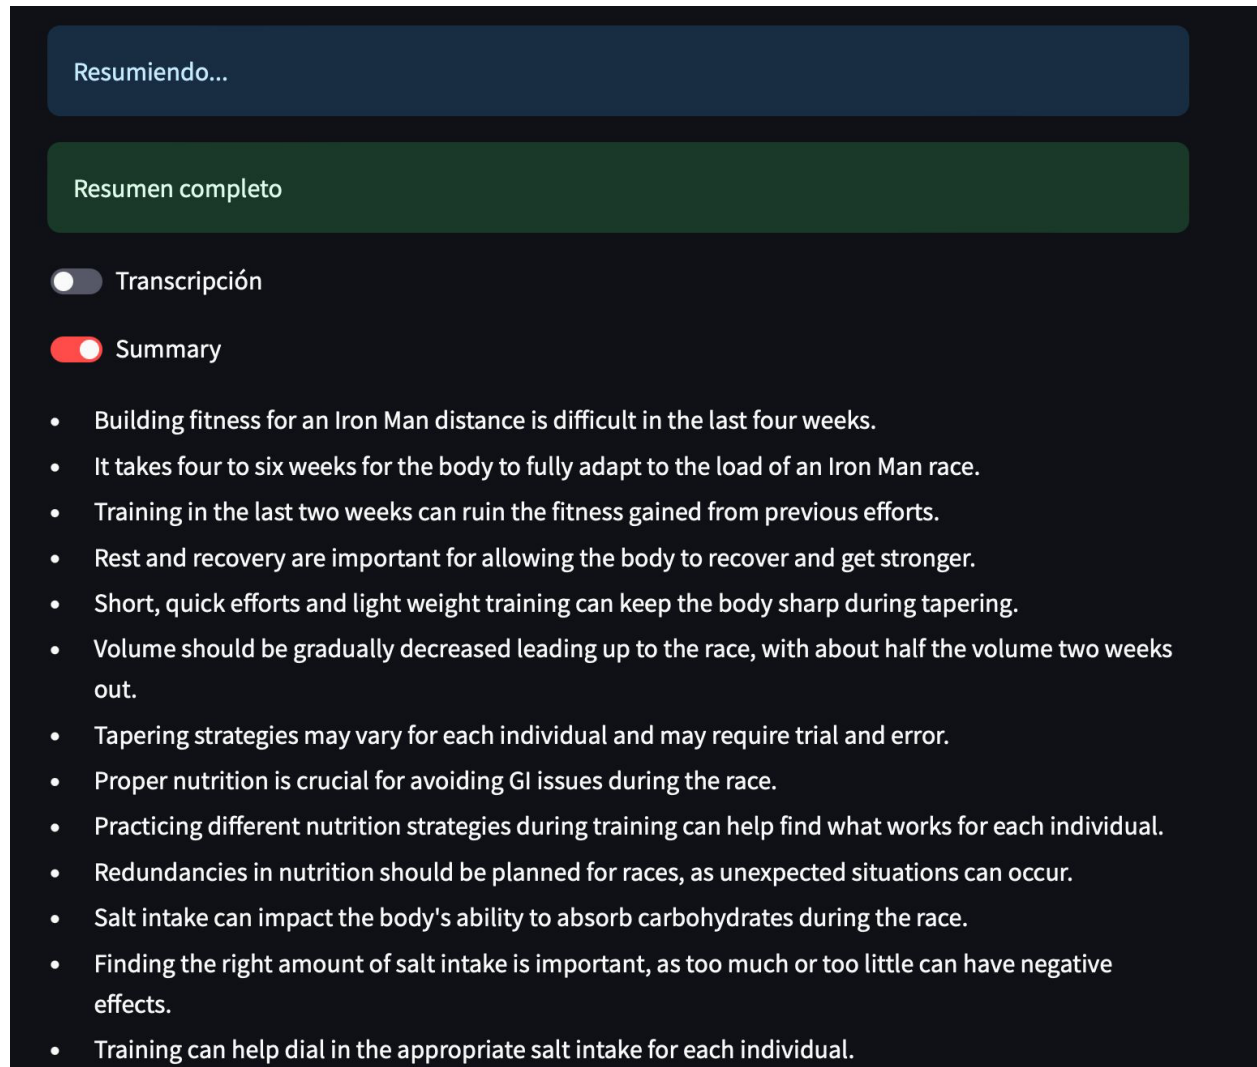 Resumiendo...
Resumen completo
Transcripción
Summary
• Building fitness for an Iron Man distance is difficult in the last four weeks.
• It takes four to six weeks for the body to fully adapt to the load of an Iron Man race.
• Training in the last two weeks can ruin the fitness gained from previous efforts.
• Rest and recovery are important for allowing the body to recover and get stronger.
• Short, quick efforts and light weight training can keep the body sharp during tapering.
• Volume should be gradually decreased leading up to the race, with about half the volume two weeks
out.
• Tapering strategies may vary for each individual and may require trial and error.
• Proper nutrition is crucial for avoiding GI issues during the race.
• Practicing different nutrition strategies during training can help find what works for each individual.
• Redundancies in nutrition should be planned for races, as unexpected situations can occur.
• Salt intake can impact the body's ability to absorb carbohydrates during the race.
• Finding the right amount of salt intake is important, as too much or too little can have negative
effects.
• Training can help dial in the appropriate salt intake for each individual.